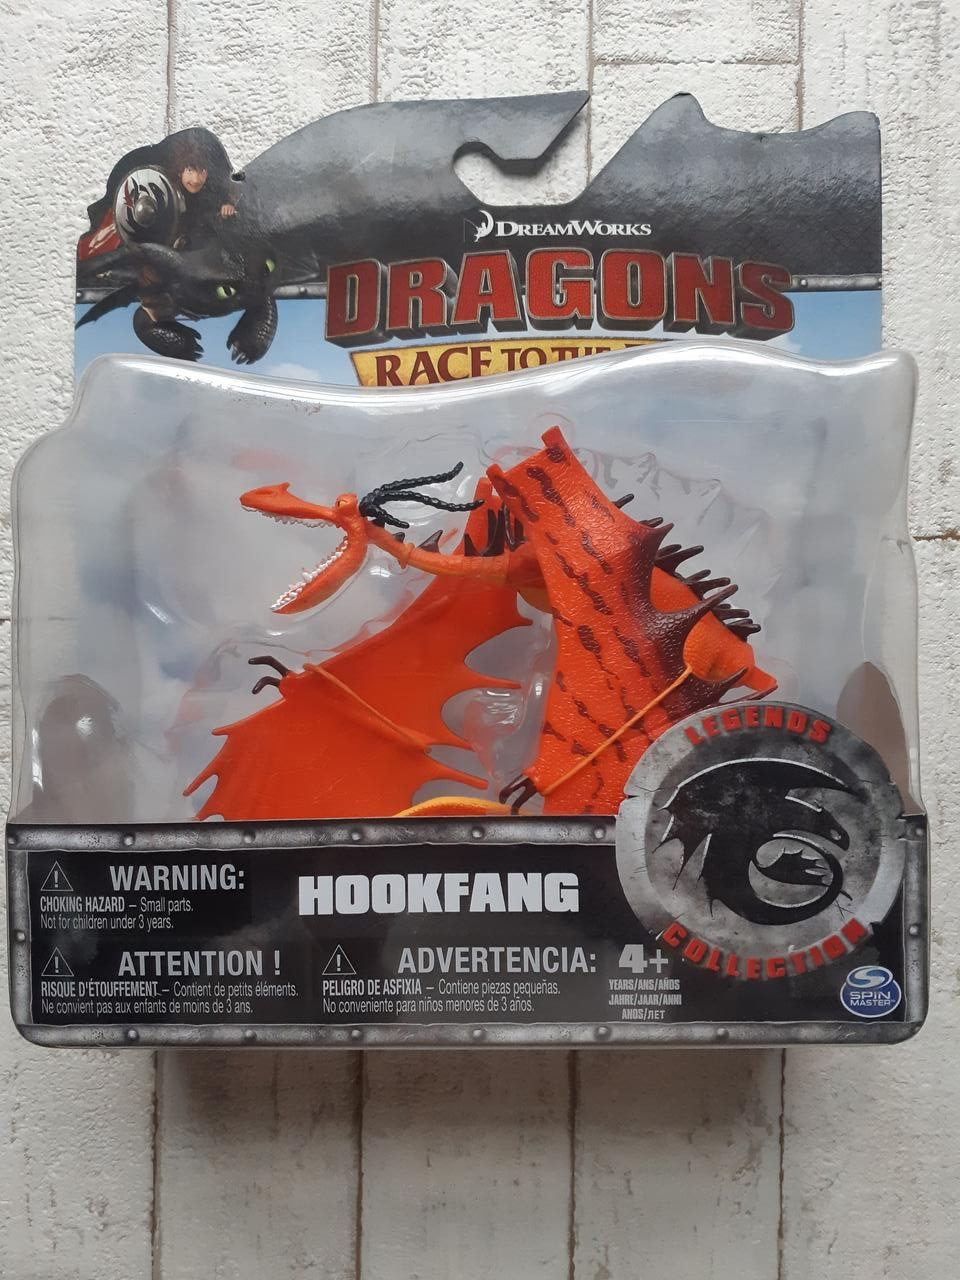 DREAMWORKS
DRAGONS
RACE TO THE
LEGENDS
COLLECTION
WARNING:
CHOKING HAZARD – Small parts.
Not for children under 3 years.
HOOKFANG
ATTENTION !
RISQUE D'ÉTOUFFEMENT – Contient de petits éléments.
Ne convient pas aux enfants de moins de 3 ans.
ADVERTENCIA:
PELIGRO DE ASFIXIA – Contiene piezas pequeñas.
No conveniente para niños menores de 3 años.
4+
YEARS/ANS/AÑOS
JAHRE/JAAR/ANNI
ANOS/ЛЕТ
SPIN
MASTER™